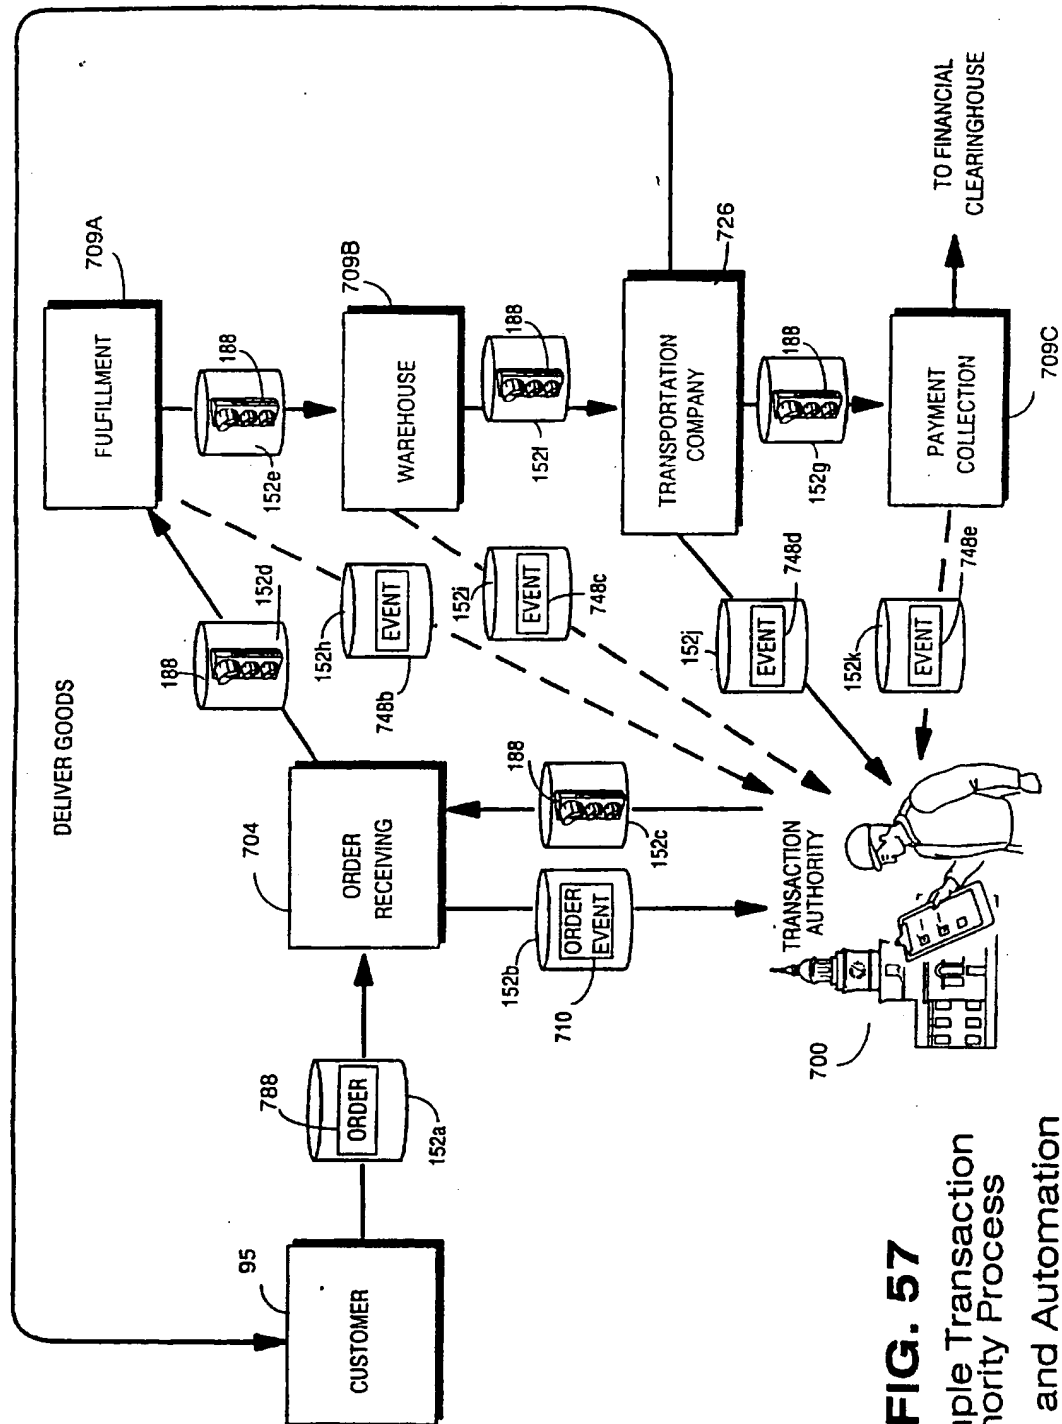 DELIVER GOODS
95
CUSTOMER
788
ORDER
152a
704
ORDER
RECEIVING
188
152d
709A
FULFILLMENT
188
152e
709B
WAREHOUSE
188
152f
726
TRANSPORTATION
COMPANY
188
152g
PAYMENT
COLLECTION
709C
TO FINANCIAL
CLEARINGHOUSE
152h
EVENT
748b
152i
EVENT
748c
152j
EVENT
748d
152k
EVENT
748e
152b
ORDER
EVENT
710
188
152c
TRANSACTION
AUTHORITY
700
FIG. 57
Transaction
Process
and Automation